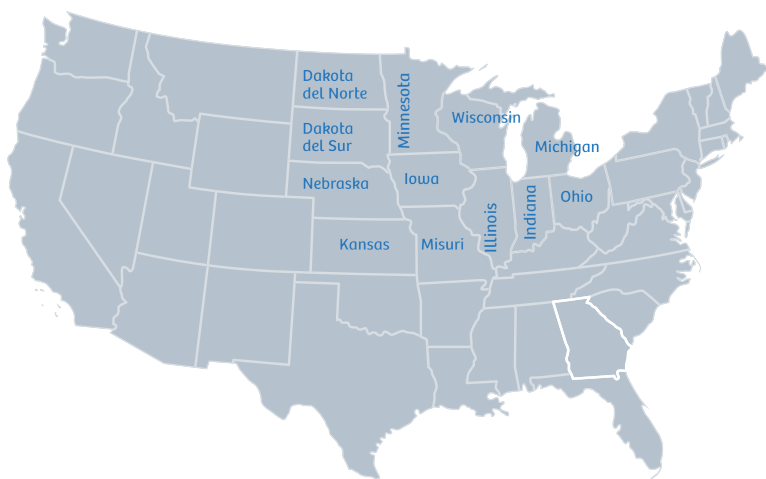 Dakota
del Norte
Minnesota
Wisconsin
Dakota
del Sur
Michigan
Nebraska
Iowa
Illinois
Indiana
Ohio
Kansas
Misuri